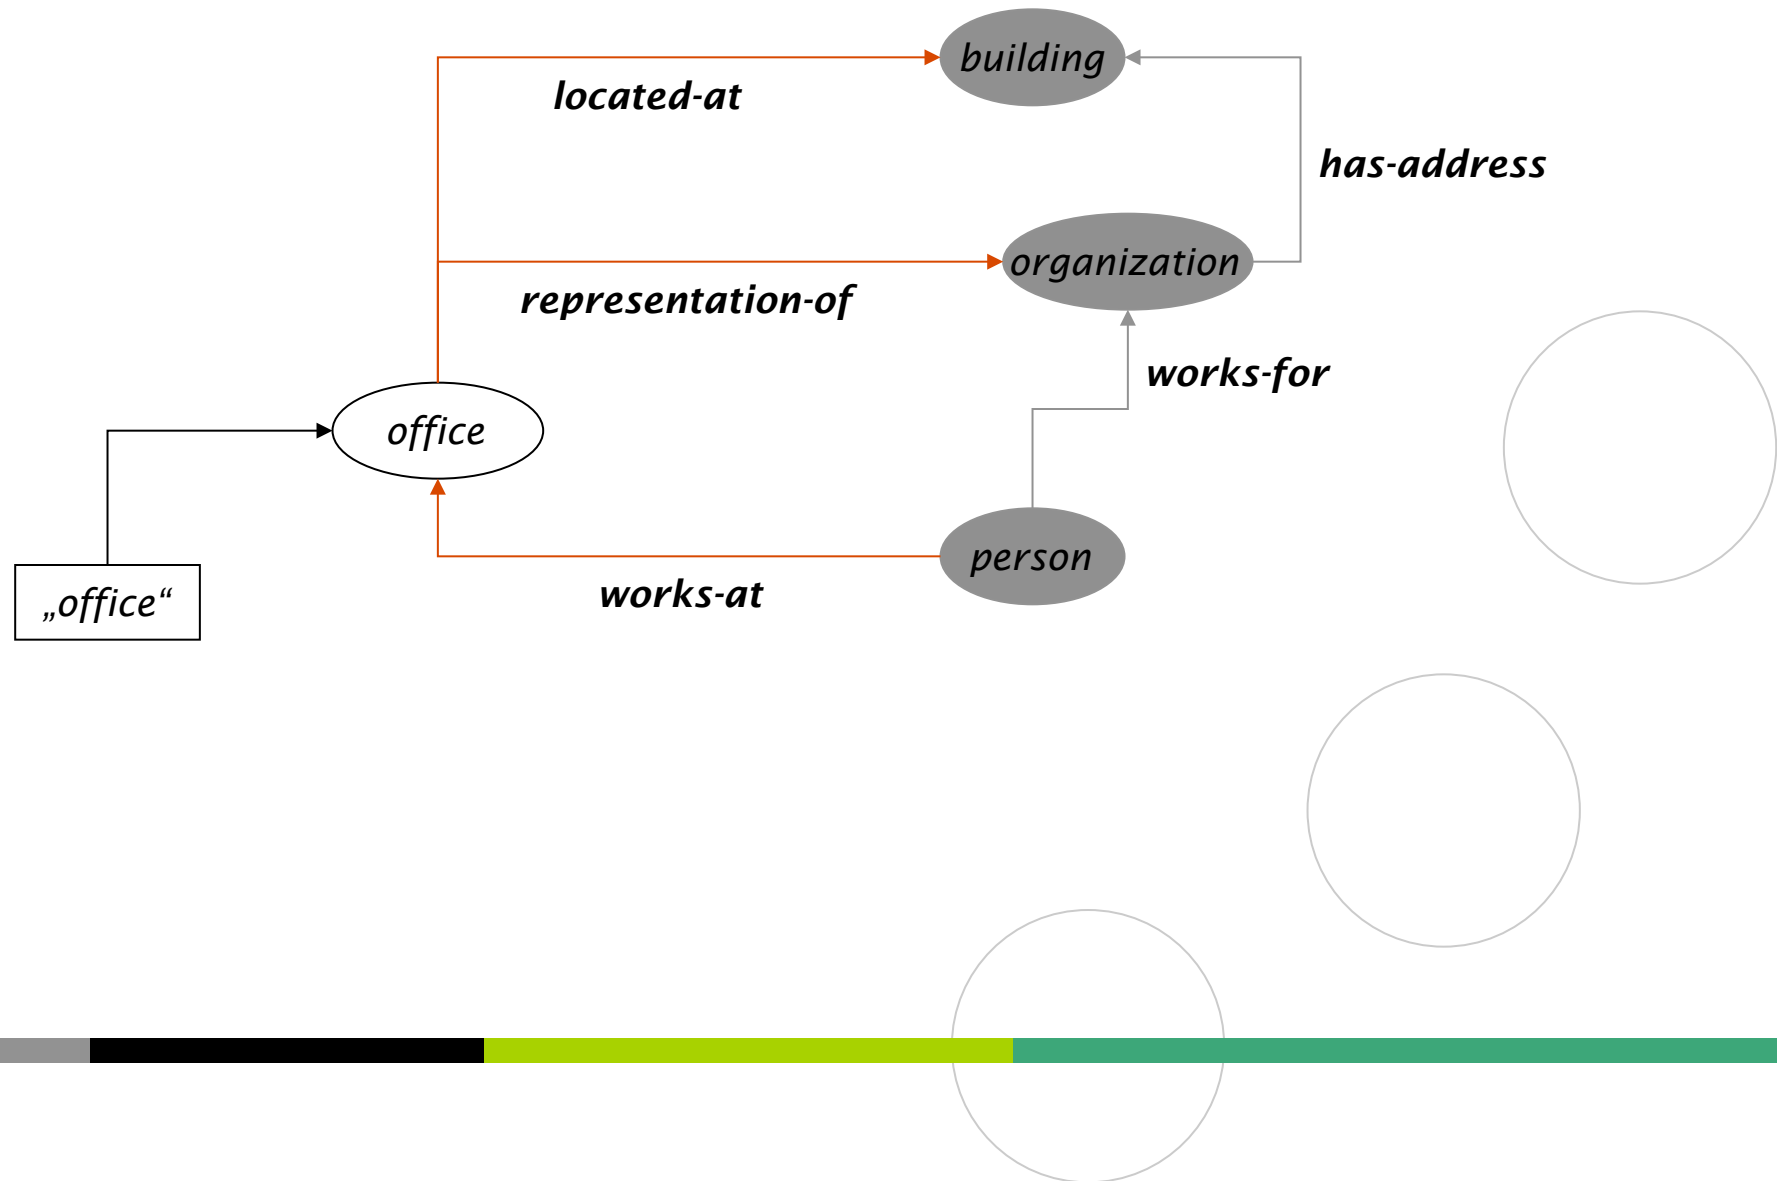 building
located-at
has-address
organization
representation-of
works-for
office
person
works-at
„office“